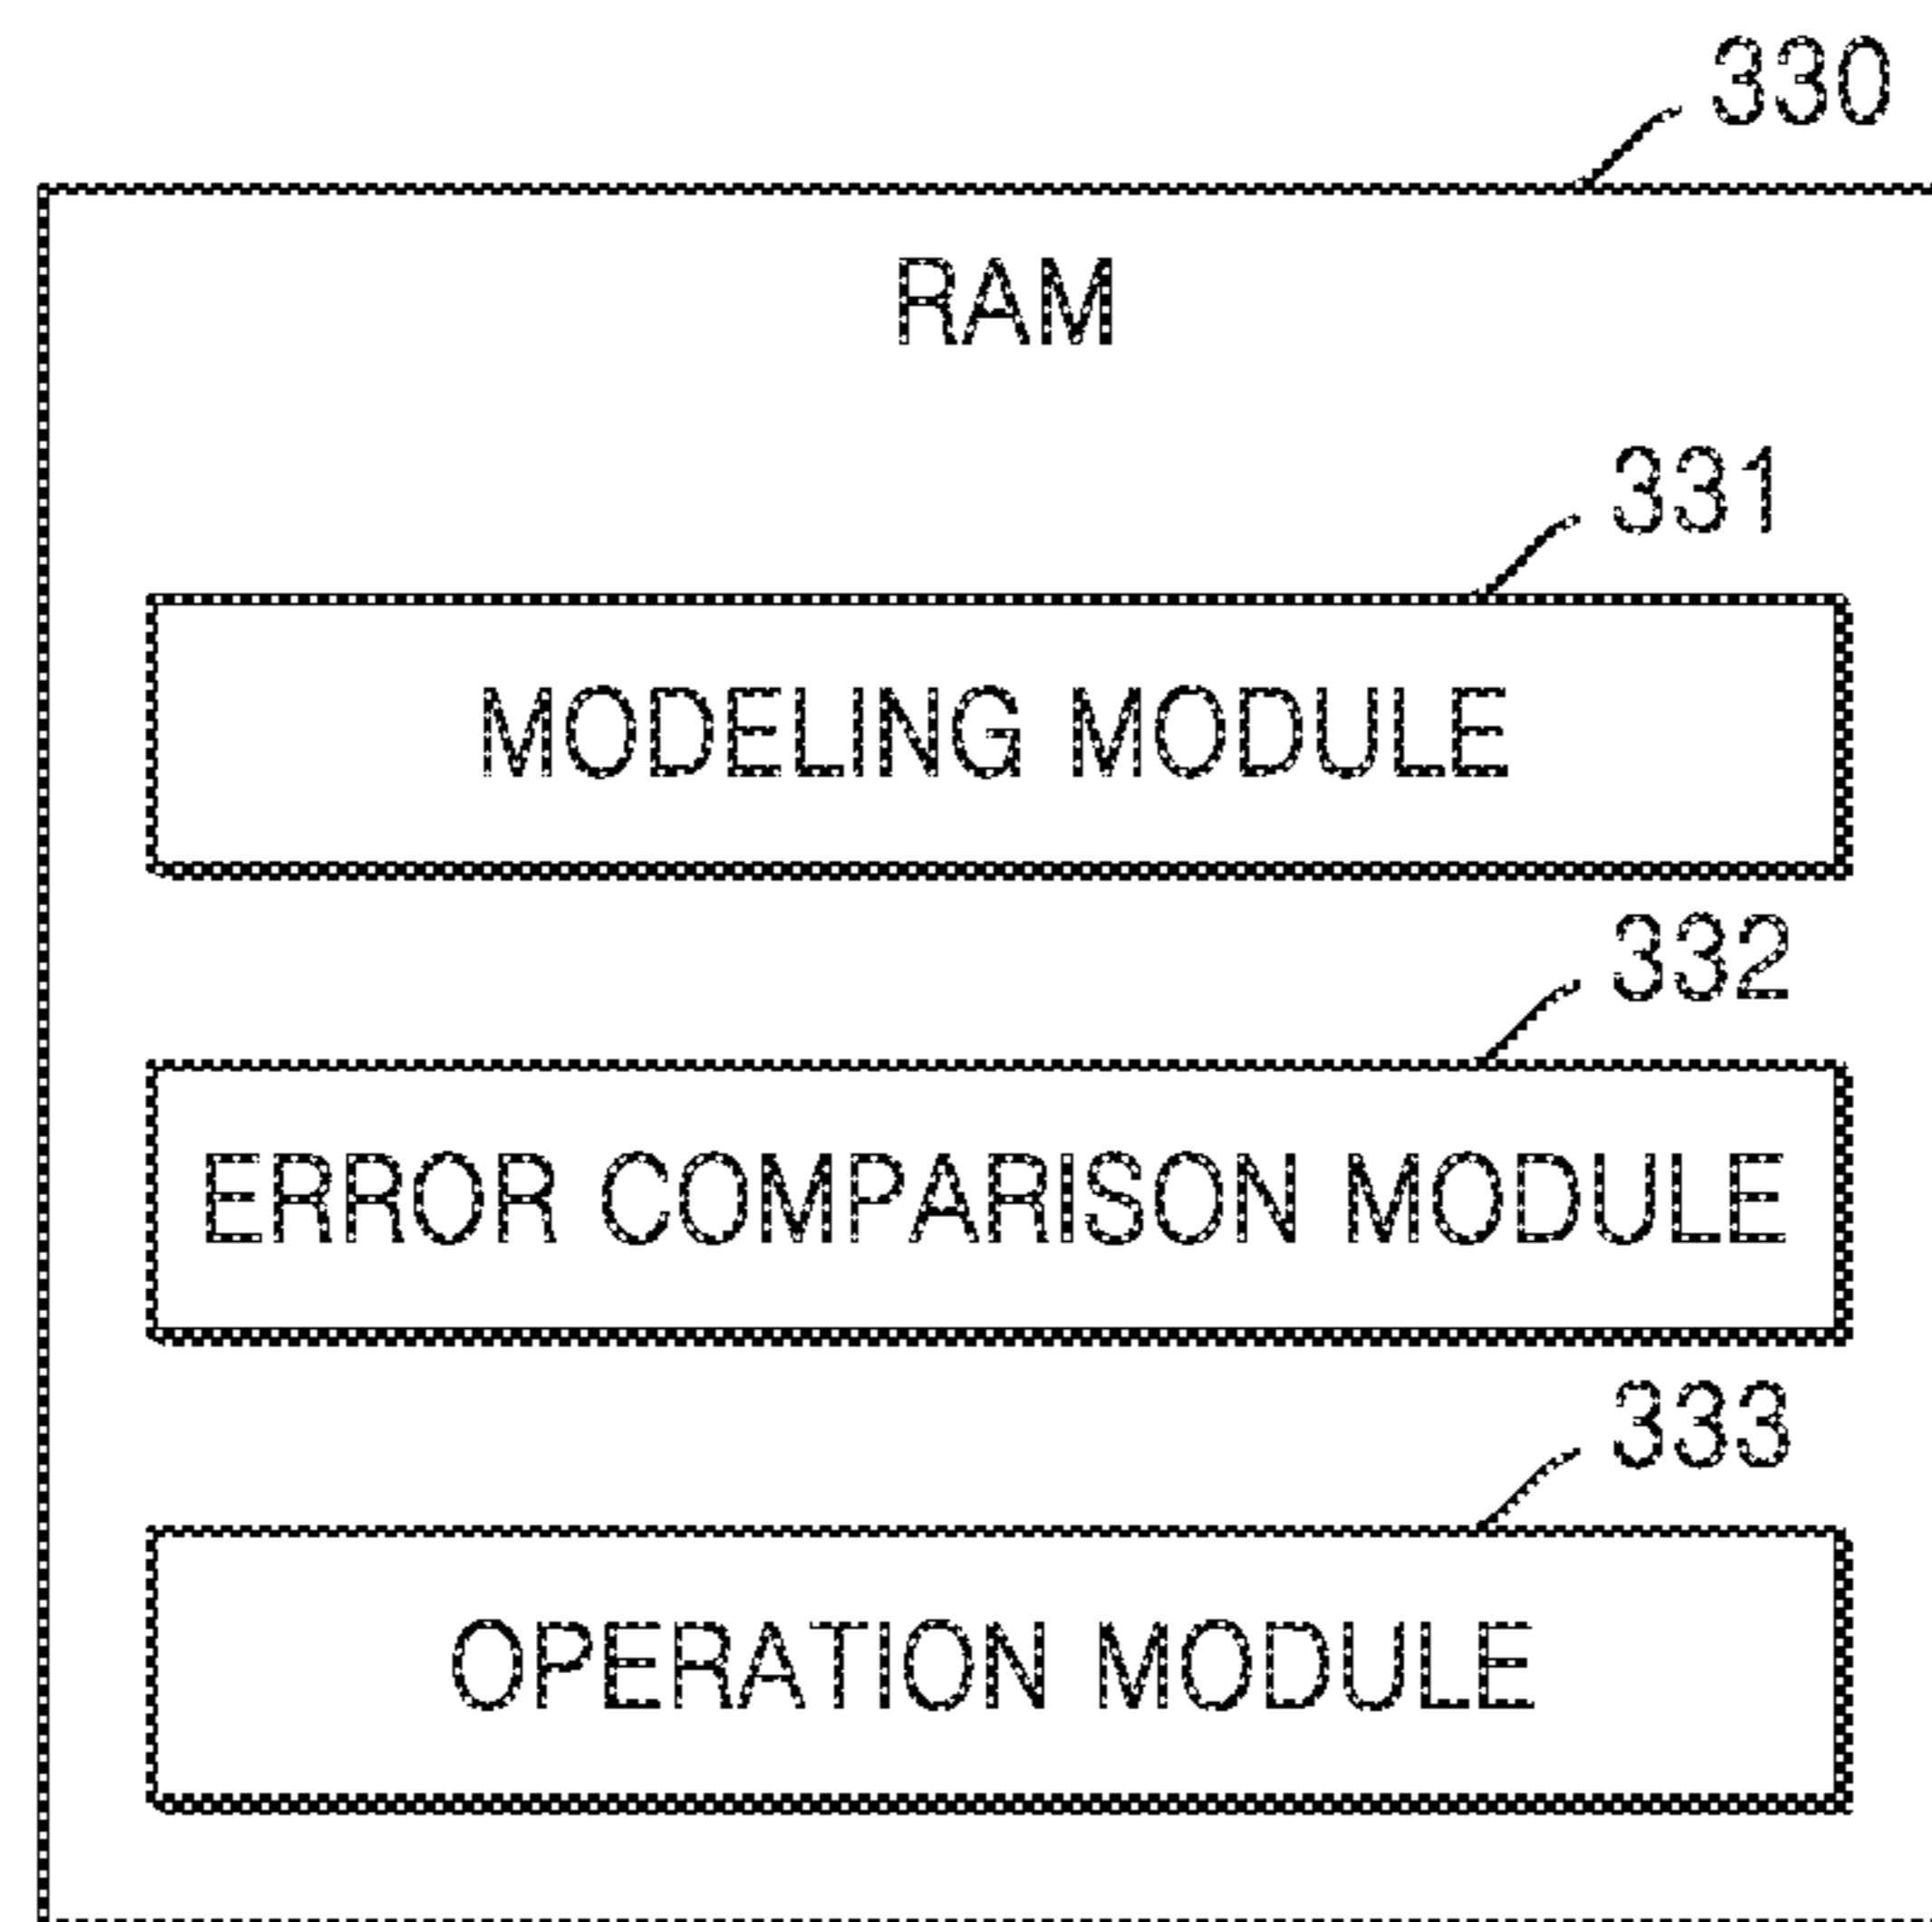 330
RAM
331
MODELING MODULE
332
ERROR COMPARISON MODULE
333
OPERATION MODULE